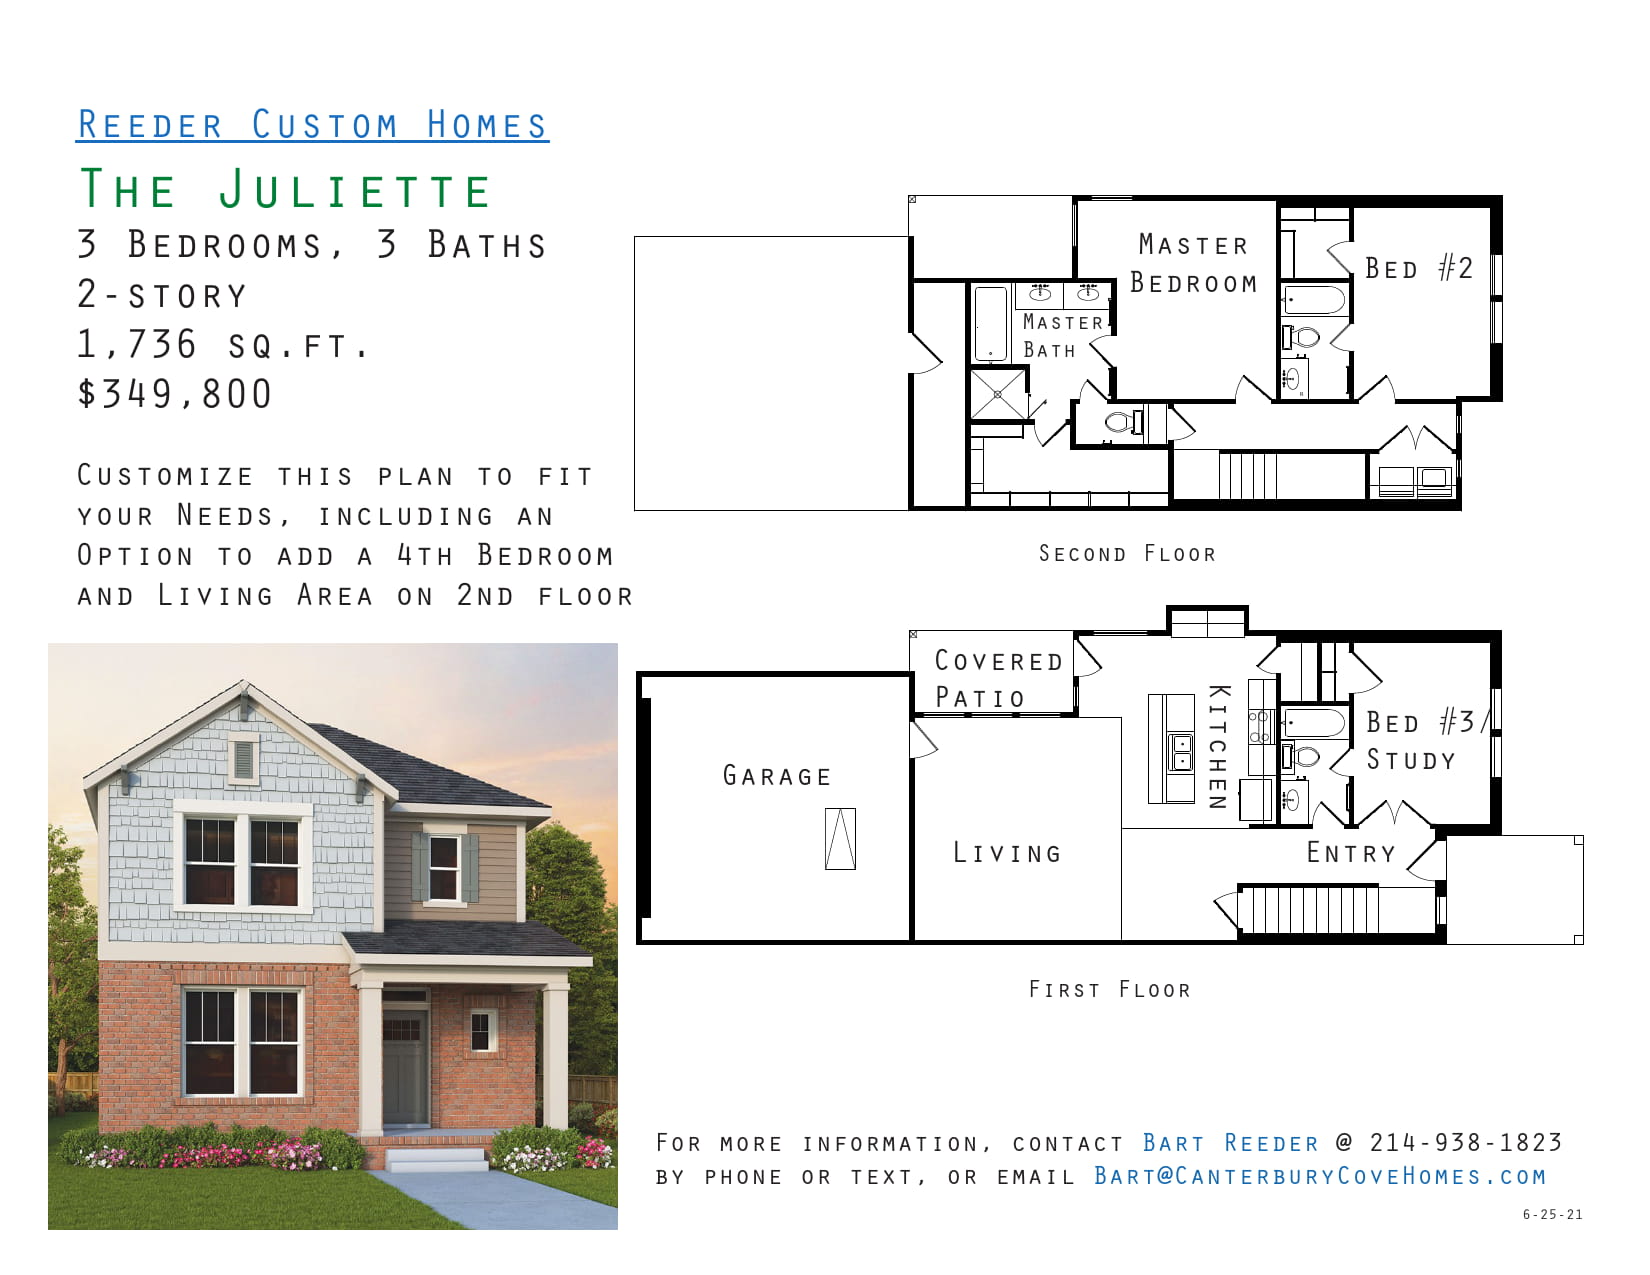 Reeder Custom Homes
The Juliette
3 Bedrooms, 3 Baths
2-story
1,736 sq.ft.
$349,800
Customize this plan to fit
your Needs, including an
Option to add a 4th Bedroom
and Living Area on 2nd floor
Master
Bedroom
Bed #2
Master
Bath
Second Floor
Covered
Patio
Kitchen
Bed #3/
Study
Garage
Living
Entry
First Floor
For more information, contact Bart Reeder @ 214-938-1823
by phone or text, or email Bart@CanterburyCoveHomes.com
6-25-21